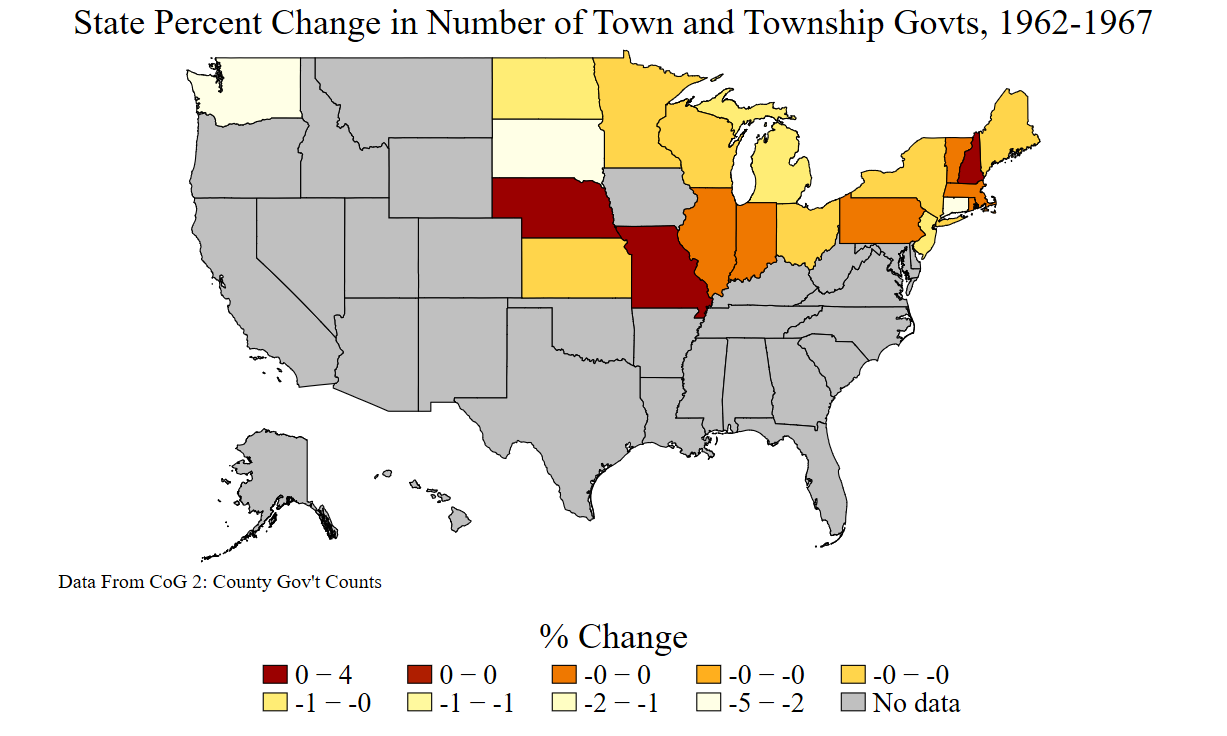 State Percent Change in Number of Town and Township Govts, 1962-1967
Data From CoG 2: County Gov't Counts
% Change
0 − 4 0 − 0 -0 − 0 -0 − -0 -0 − -0
-1 − -0 -1 − -1 -2 − -1 -5 − -2 No data